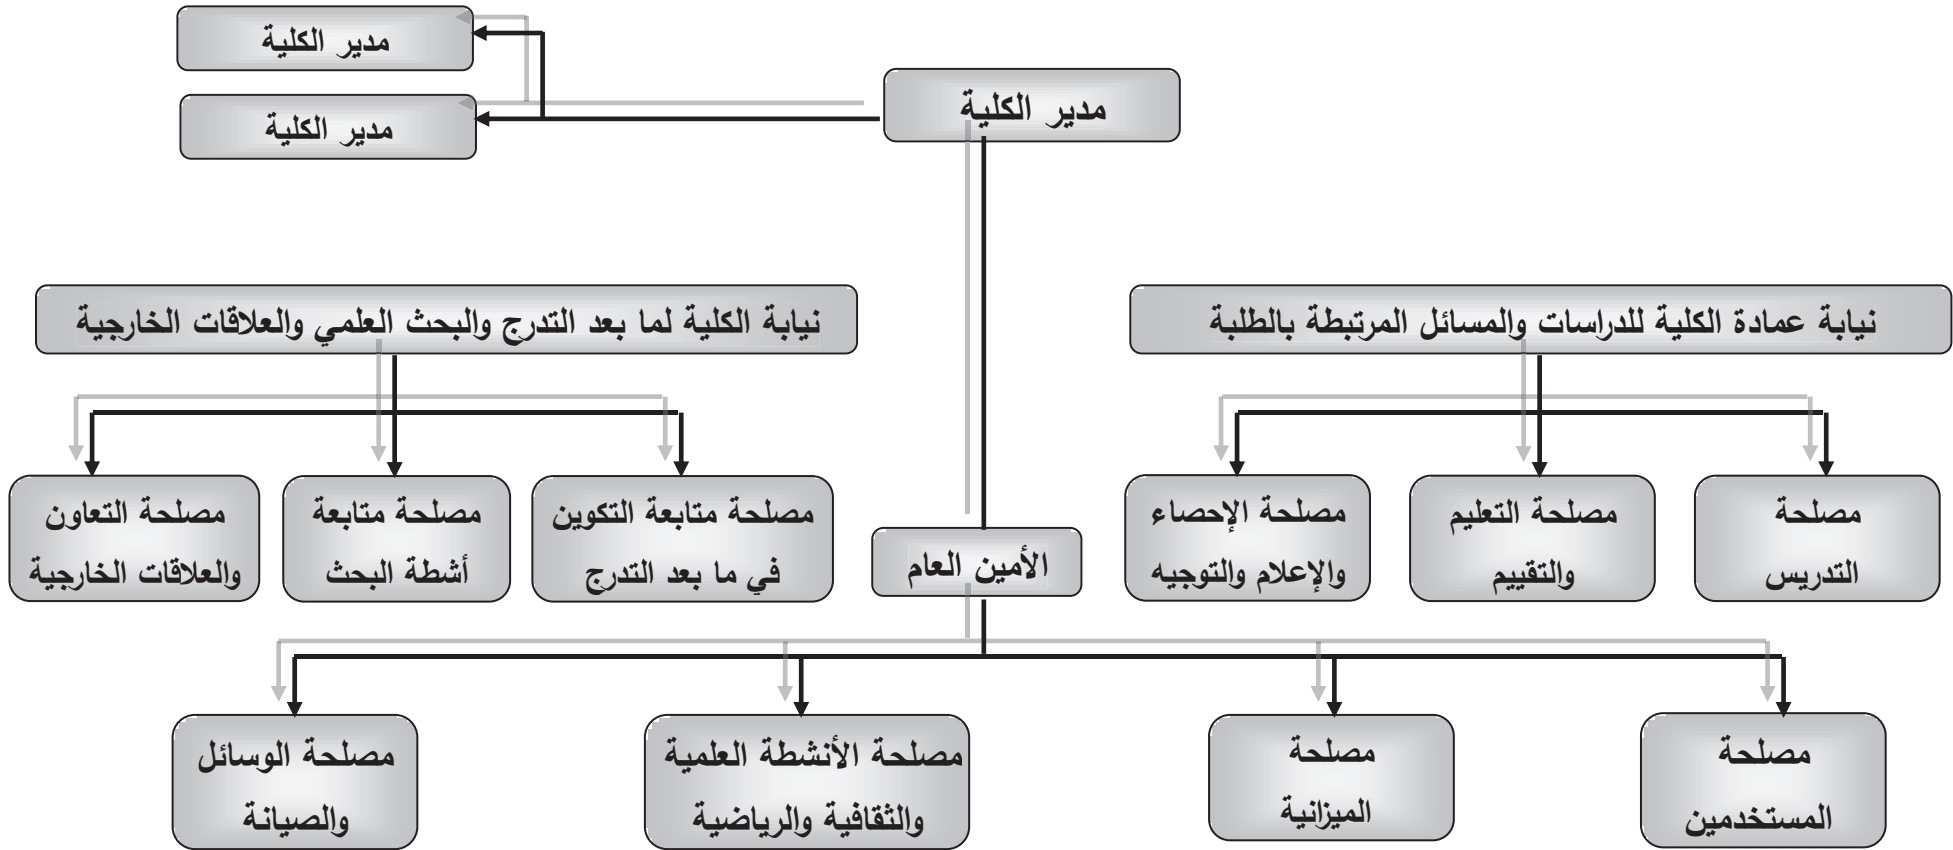 مدير الكلية
مدير الكلية
مدير الكلية
نيابة عمادة الكلية للدراسات والمسائل المرتبطة بالطلبة
نيابة الكلية لما بعد التدرج والبحث العلمي والعلاقات الخارجية
مصلحة
التدريس
مصلحة التعليم
والتقييم
مصلحة الإحصاء
والإعلام والتوجيه
الأمين العام
مصلحة متابعة التكوين
في ما بعد التدرج
مصلحة متابعة
أشطة البحث
مصلحة التعاون
والعلاقات الخارجية
مصلحة
المستخدمين
مصلحة
الميزانية
مصلحة الأنشطة العلمية
والثقافية والرياضية
مصلحة الوسائل
والصيانة